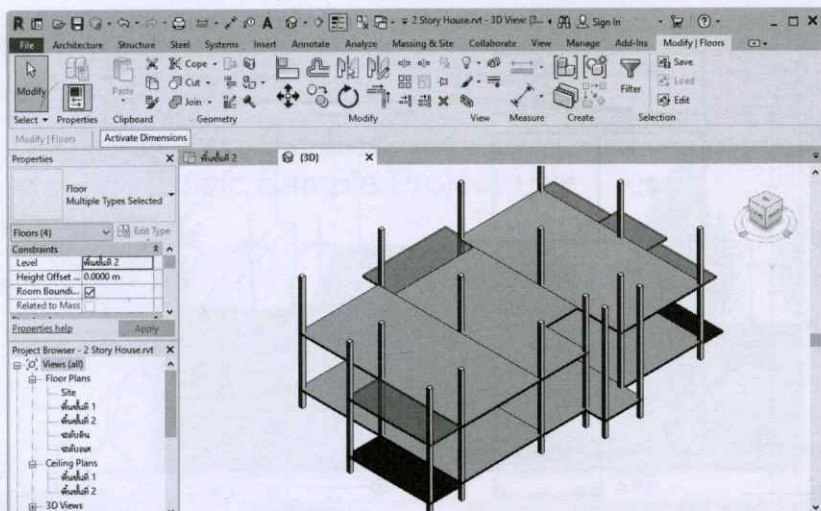 R A 2 Story House.rvt - 3D View: {3... Sign In
File Architecture Structure Steel Systems Insert Annotate Analyze Massing & Site Collaborate View Manage Add-Ins Modify | Floors
Modify Paste Cope Cut Join Filter Save Load Edit
Select Properties Clipboard Geometry Modify View Measure Create Selection
Modify | Floors Activate Dimensions
Properties X
พื้นชั้นที่ 2 {3D} X
Floor
Multiple Types Selected
Floors (4) Edit Type
Constraints
Level พื้นชั้นที่ 2
Height Offset ... 0.0000 m
Room Boundi...
Related to Mass
Properties help Apply
Project Browser - 2 Story House.rvt X
Views (all)
Floor Plans
Site
พื้นชั้นที่ 1
พื้นชั้นที่ 2
ระดับดิน
Ceiling Plans
พื้นชั้นที่ 1
พื้นชั้นที่ 2
3D Views